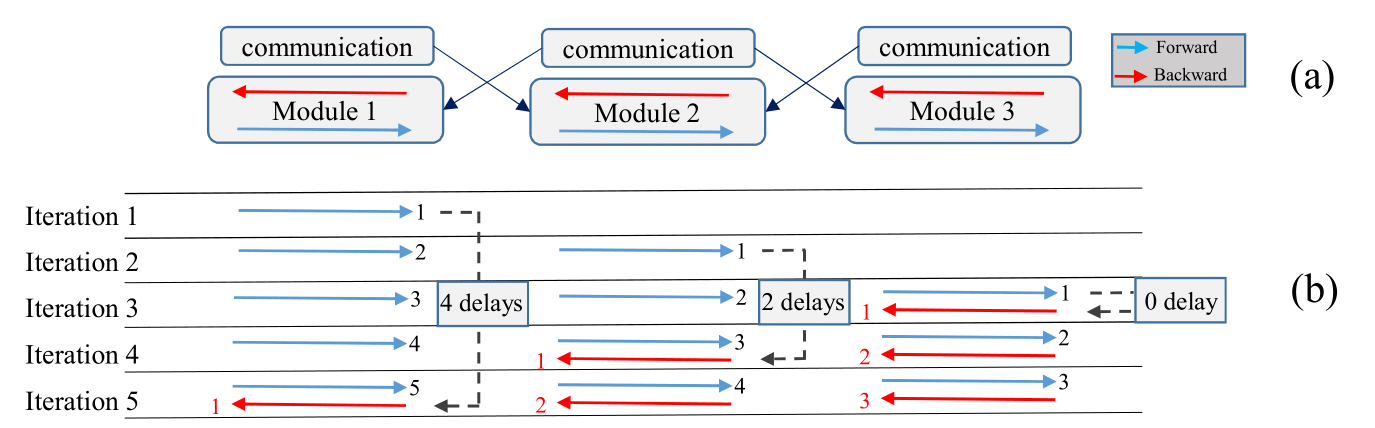 communication communication communication
Forward
Backward
(a)
Module 1 Module 2 Module 3
Iteration 1 1
Iteration 2 2 1
Iteration 3 3 4 delays 2 2 delays 1 1 0 delay
(b)
Iteration 4 4 1 3 2 2
Iteration 5 1 5 2 4 3 3